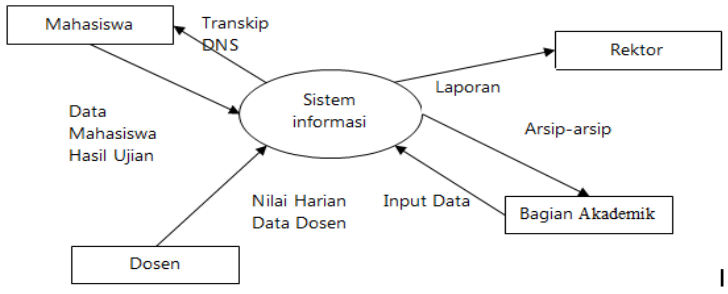 Mahasiswa
Transkip
DNS
Rektor
Laporan
Sistem
informasi
Data
Mahasiswa
Hasil Ujian
Arsip-arsip
Nilai Harian
Data Dosen
Input Data
Bagian Akademik
Dosen